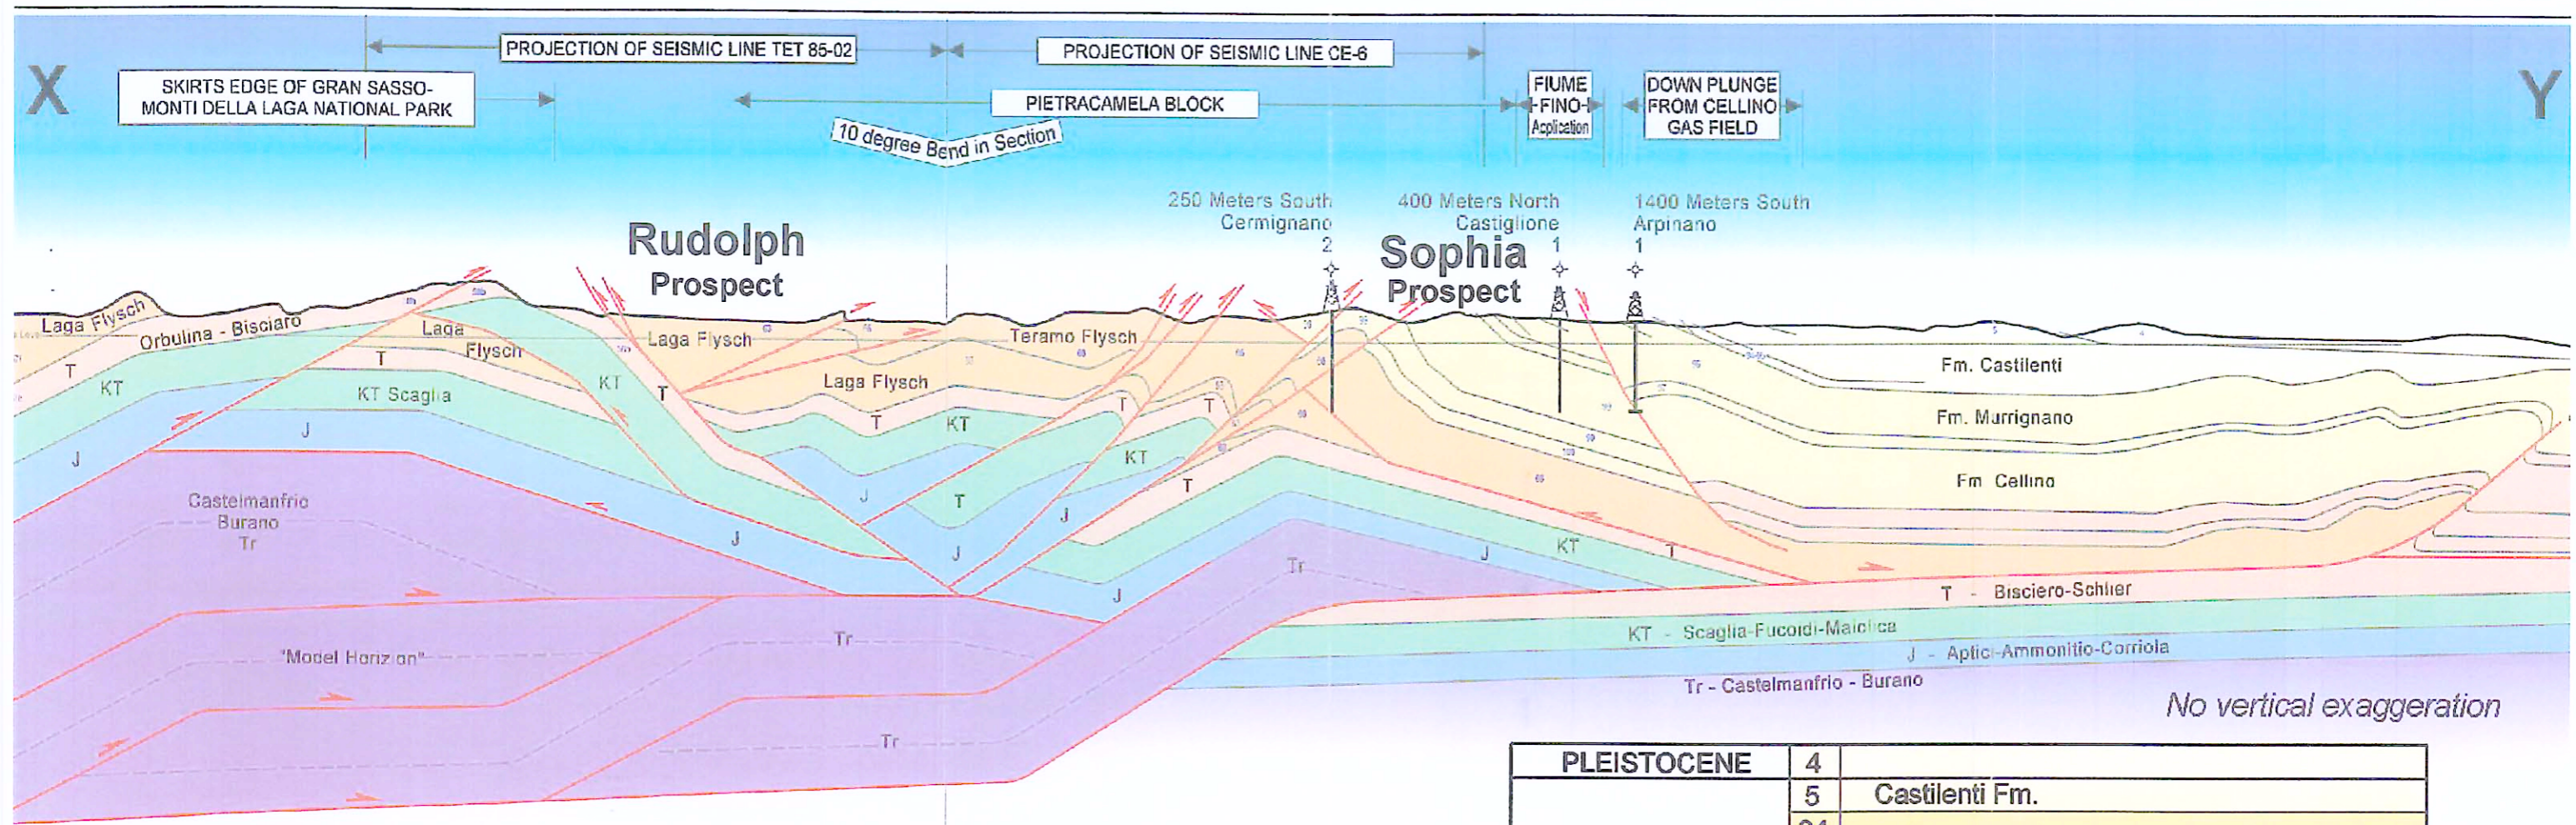 X
PROJECTION OF SEISMIC LINE TET 85-02
PROJECTION OF SEISMIC LINE CE-6
Y
SKIRTS EDGE OF GRAN SASSO-
MONTI DELLA LAGA NATIONAL PARK
PIETRACAMELA BLOCK
FIUME
FINO
Application
DOWN PLUNGE
FROM CELLINO
GAS FIELD
10 degree Bend in Section
250 Meters South
Cermignano
2
400 Meters North
Castiglione
1
1400 Meters South
Arpinano
1
Rudolph
Prospect
Sophia
Prospect
Laga Flysch
Orbulina - Bisciaro
T
KT
J
Laga
Flysch
T
KT Scaglia
J
KT
T
Laga Flysch
Laga Flysch
Teramo Flysch
T
KT
J
T
J
J
T
KT
J
T
T
J
Tr
J
KT
T
Fm. Castilenti
Fm. Murrignano
Fm Cellino
Castelmanfrio
Burano
Tr
"Model Horizon"
Tr
Tr
T - Bisciero-Schlier
KT - Scaglia-Fucoidi-Maiolica
J - Aptici-Ammonitio-Corriola
Tr - Castelmanfrio - Burano
No vertical exaggeration
PLEISTOCENE 4
5 Castilenti Fm.